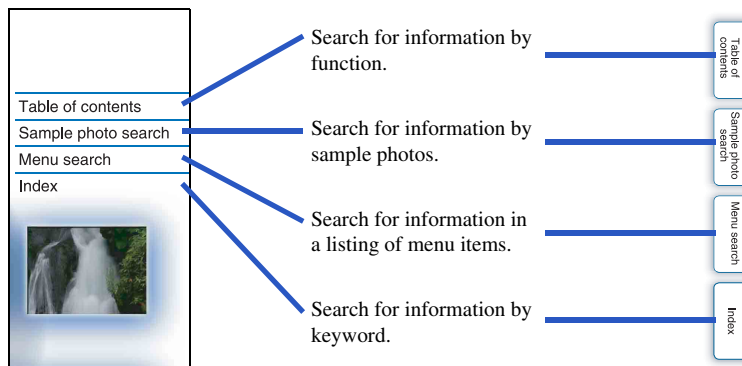 Table of contents
Sample photo search
Menu search
Index
Search for information by
function.
Search for information by
sample photos.
Search for information in
a listing of menu items.
Search for information by
keyword.
Table of
contents
Sample photo
search
Menu search
Index